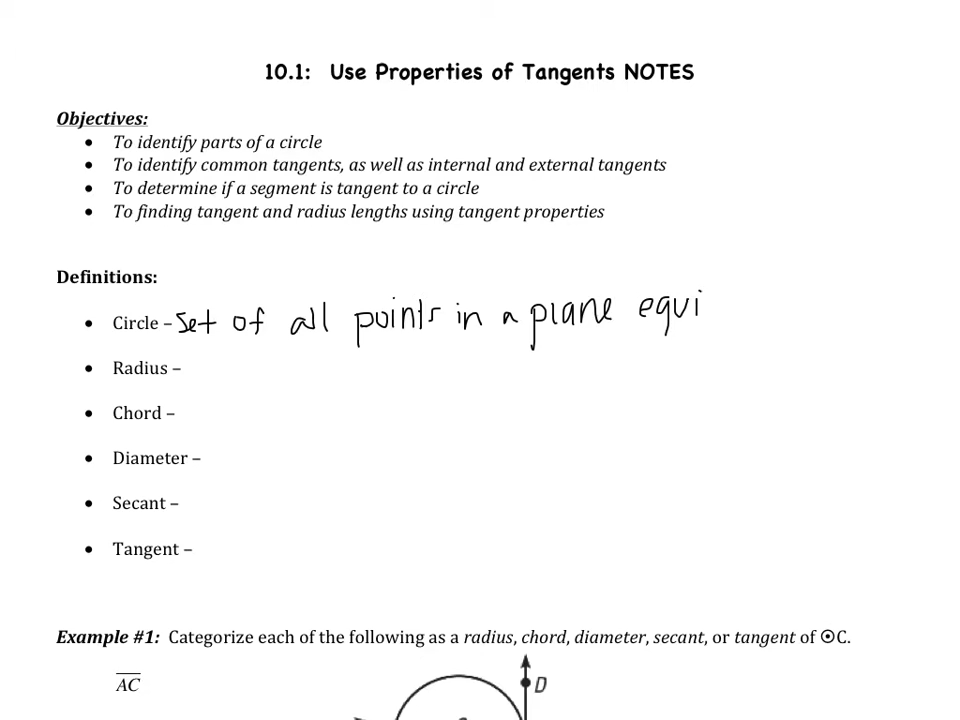 10.1: Use Properties of Tangents NOTES
Objectives:
• To identify parts of a circle
• To identify common tangents, as well as internal and external tangents
• To determine if a segment is tangent to a circle
• To finding tangent and radius lengths using tangent properties
Definitions:
• Circle – set of all points in a plane equi
• Radius –
• Chord –
• Diameter –
• Secant –
• Tangent –
Example #1: Categorize each of the following as a radius, chord, diameter, secant, or tangent of ⊙C.
AC
D